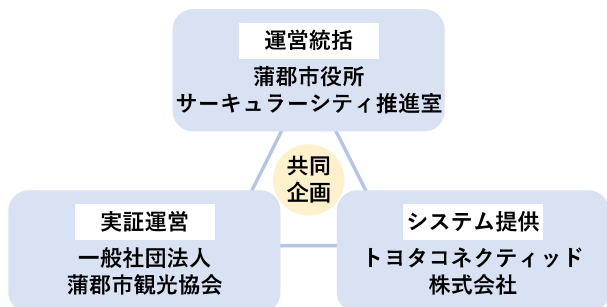 運営統括
蒲郡市役所
サーキュラーシティ推進室
共同
企画
実証運営
一般社団法人
蒲郡市観光協会
システム提供
トヨタコネクティッド
株式会社